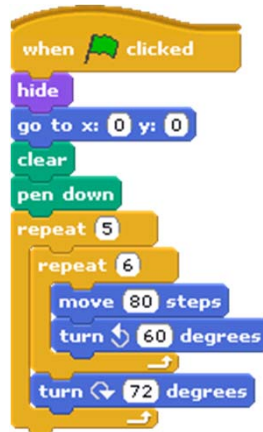 when clicked
hide
go to x: 0 y: 0
clear
pen down
repeat 5
repeat 6
move 80 steps
turn 60 degrees
turn 72 degrees